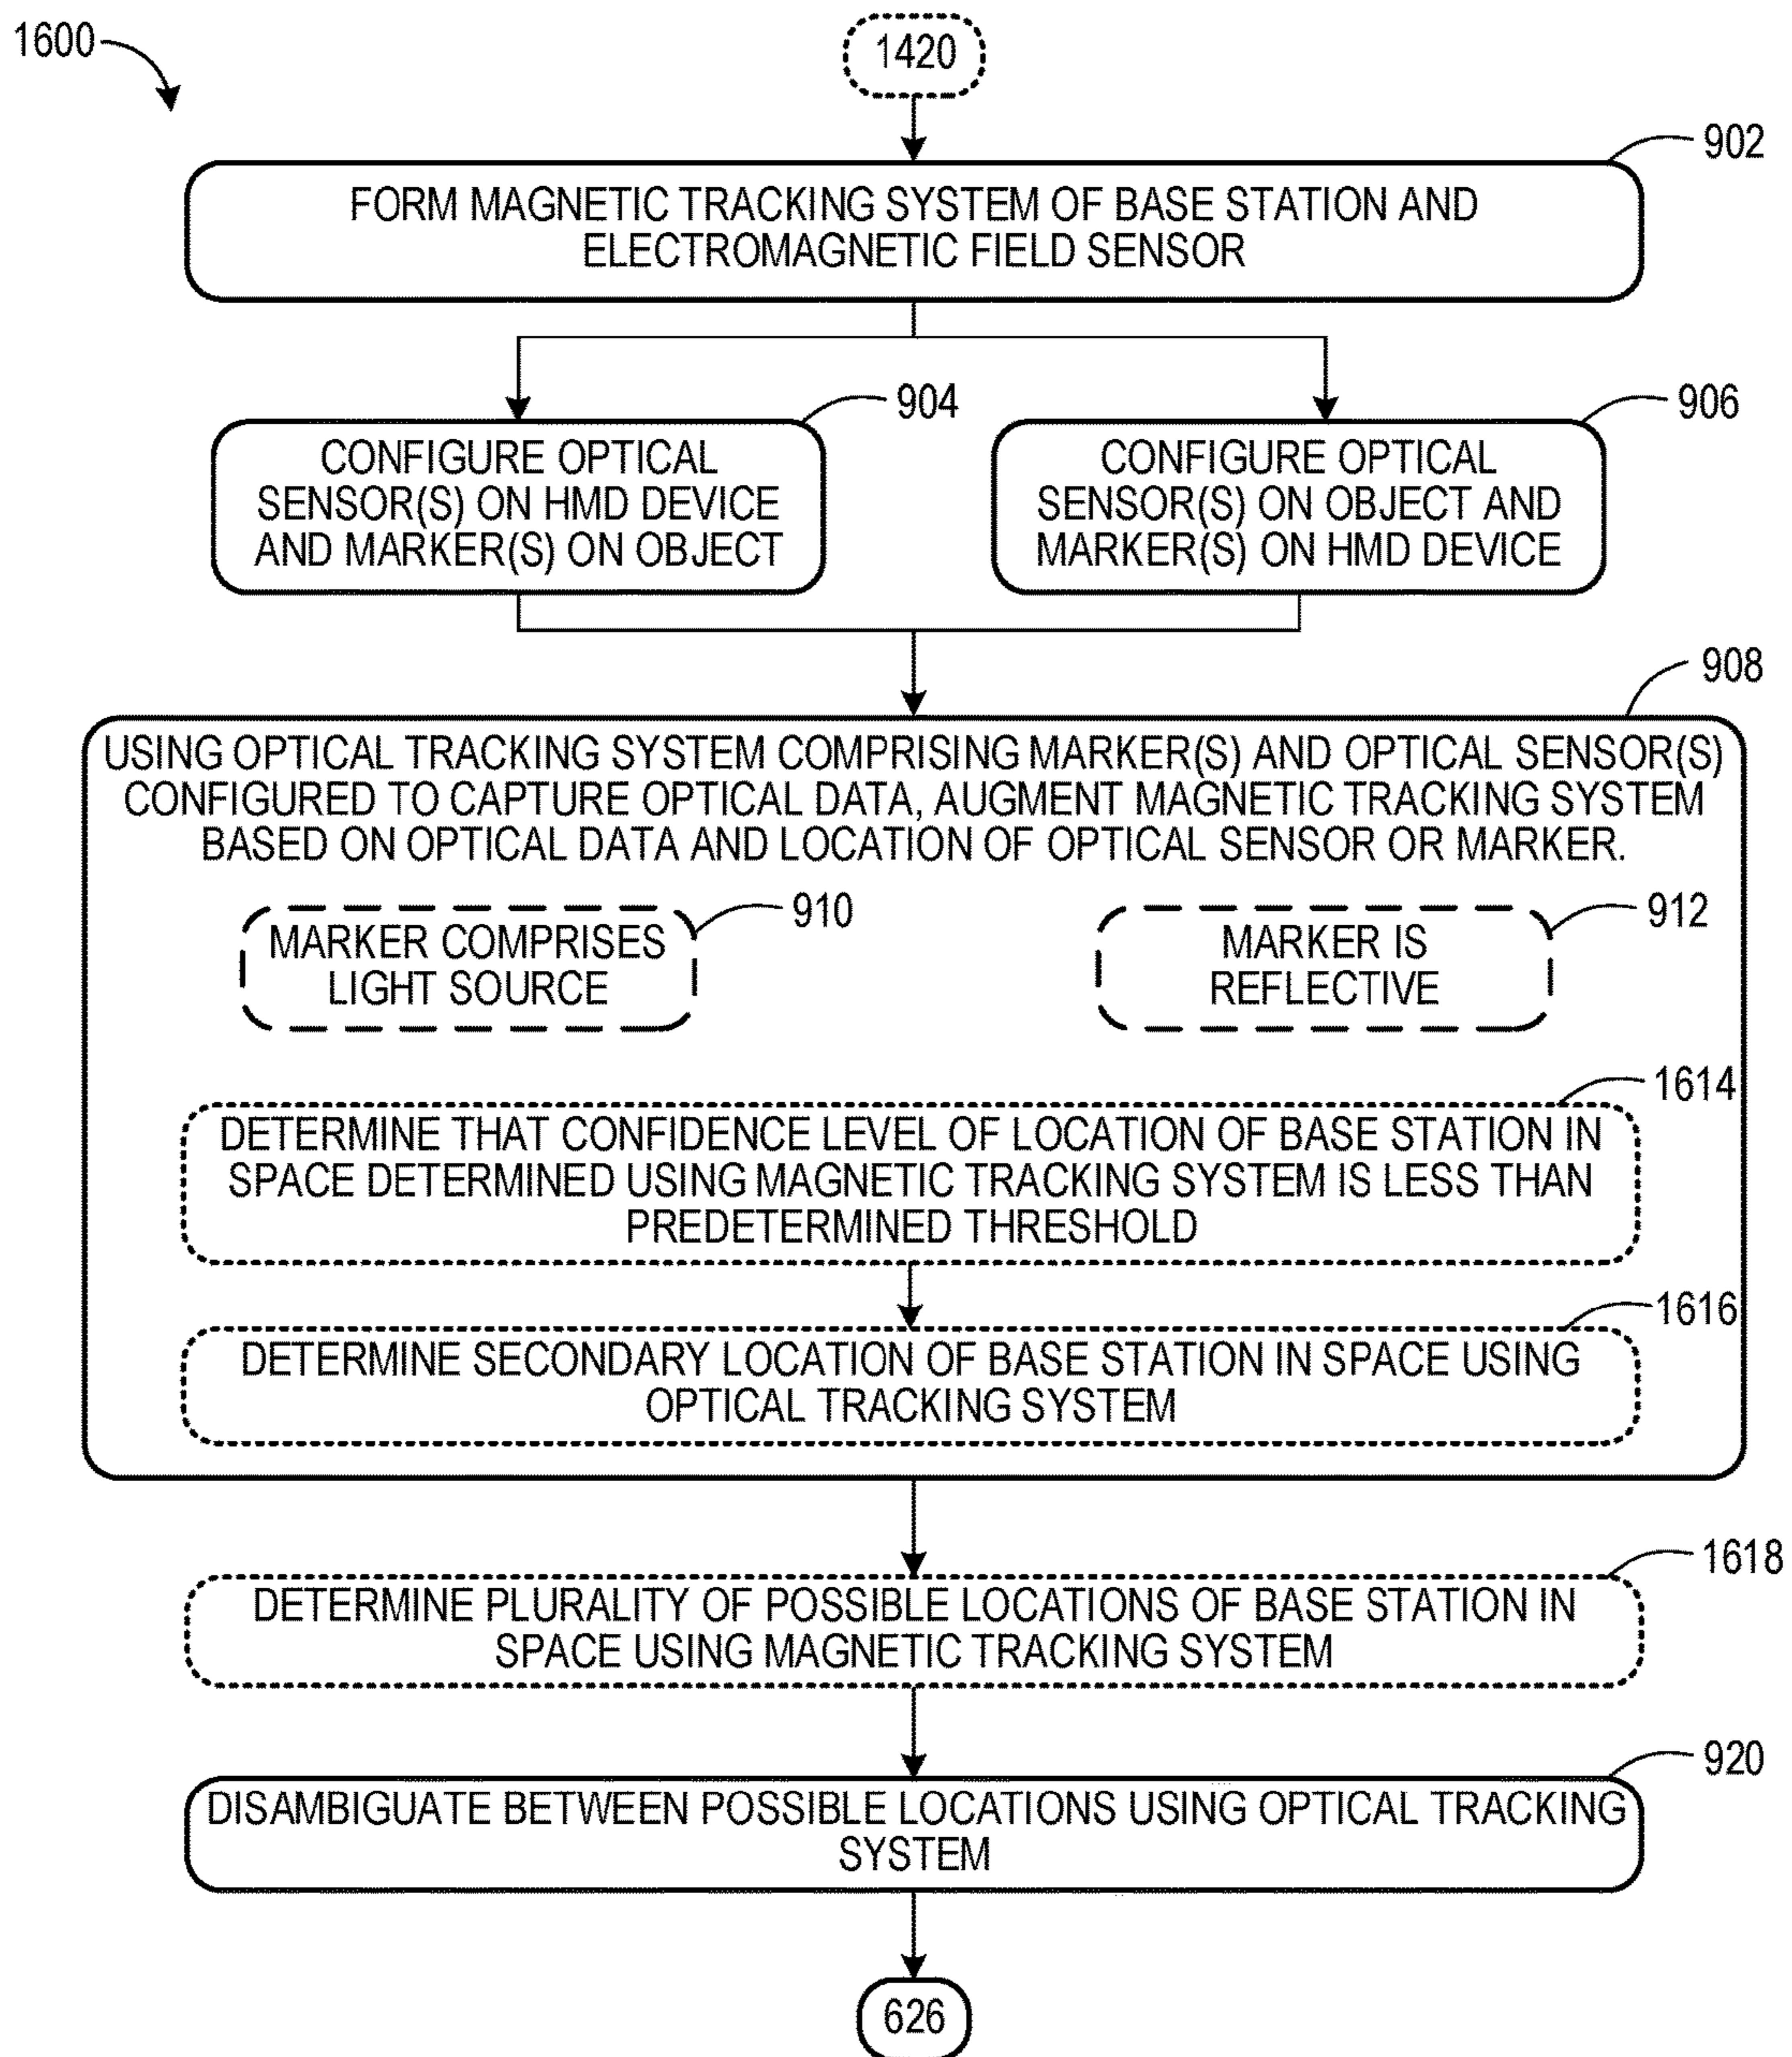 1600
1420
902
FORM MAGNETIC TRACKING SYSTEM OF BASE STATION AND
ELECTROMAGNETIC FIELD SENSOR
904
CONFIGURE OPTICAL
SENSOR(S) ON HMD DEVICE
AND MARKER(S) ON OBJECT
906
CONFIGURE OPTICAL
SENSOR(S) ON OBJECT AND
MARKER(S) ON HMD DEVICE
908
USING OPTICAL TRACKING SYSTEM COMPRISING MARKER(S) AND OPTICAL SENSOR(S)
CONFIGURED TO CAPTURE OPTICAL DATA, AUGMENT MAGNETIC TRACKING SYSTEM
BASED ON OPTICAL DATA AND LOCATION OF OPTICAL SENSOR OR MARKER.
910
MARKER COMPRISES
LIGHT SOURCE
912
MARKER IS
REFLECTIVE
1614
DETERMINE THAT CONFIDENCE LEVEL OF LOCATION OF BASE STATION IN
SPACE DETERMINED USING MAGNETIC TRACKING SYSTEM IS LESS THAN
PREDETERMINED THRESHOLD
1616
DETERMINE SECONDARY LOCATION OF BASE STATION IN SPACE USING
OPTICAL TRACKING SYSTEM
1618
DETERMINE PLURALITY OF POSSIBLE LOCATIONS OF BASE STATION IN
SPACE USING MAGNETIC TRACKING SYSTEM
920
DISAMBIGUATE BETWEEN POSSIBLE LOCATIONS USING OPTICAL TRACKING
SYSTEM
626